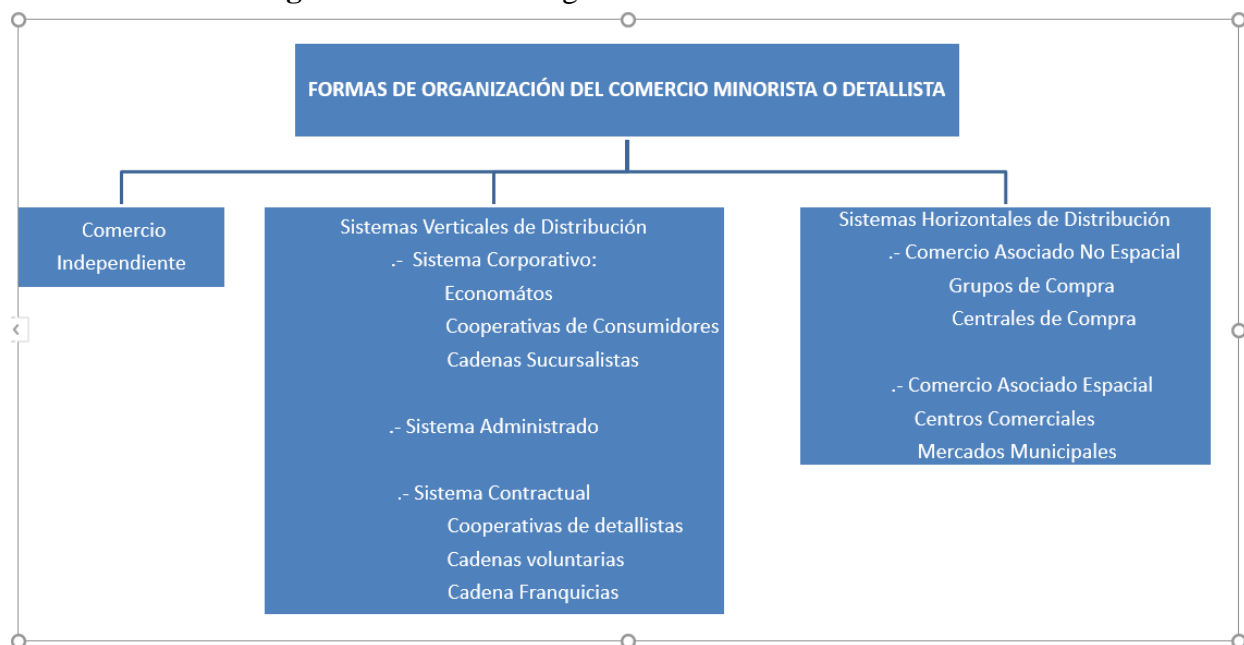 FORMAS DE ORGANIZACIÓN DEL COMERCIO MINORISTA O DETALLISTA
Comercio
Independiente
Sistemas Verticales de Distribución
.- Sistema Corporativo:
Economátos
Cooperativas de Consumidores
Cadenas Sucursalistas
.- Sistema Administrado
.- Sistema Contractual
Cooperativas de detallistas
Cadenas voluntarias
Cadena Franquicias
Sistemas Horizontales de Distribución
.- Comercio Asociado No Espacial
Grupos de Compra
Centrales de Compra
.- Comercio Asociado Espacial
Centros Comerciales
Mercados Municipales